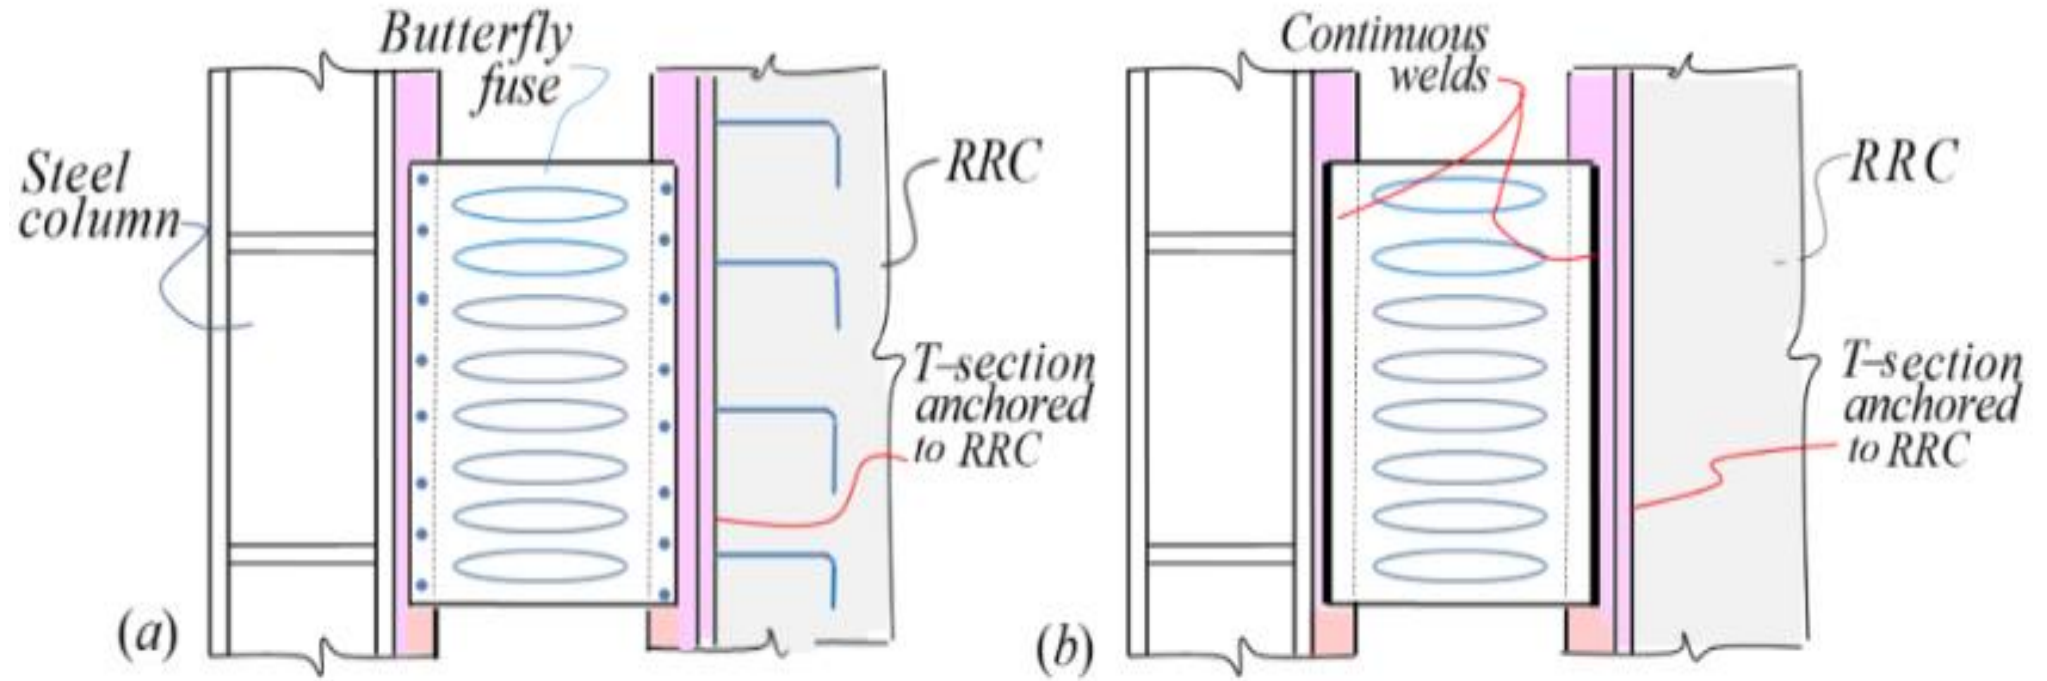 Butterfly
fuse
Steel
column
RRC
T-section
anchored
to RRC
(a)
Continuous
welds
RRC
T-section
anchored
to RRC
(b)